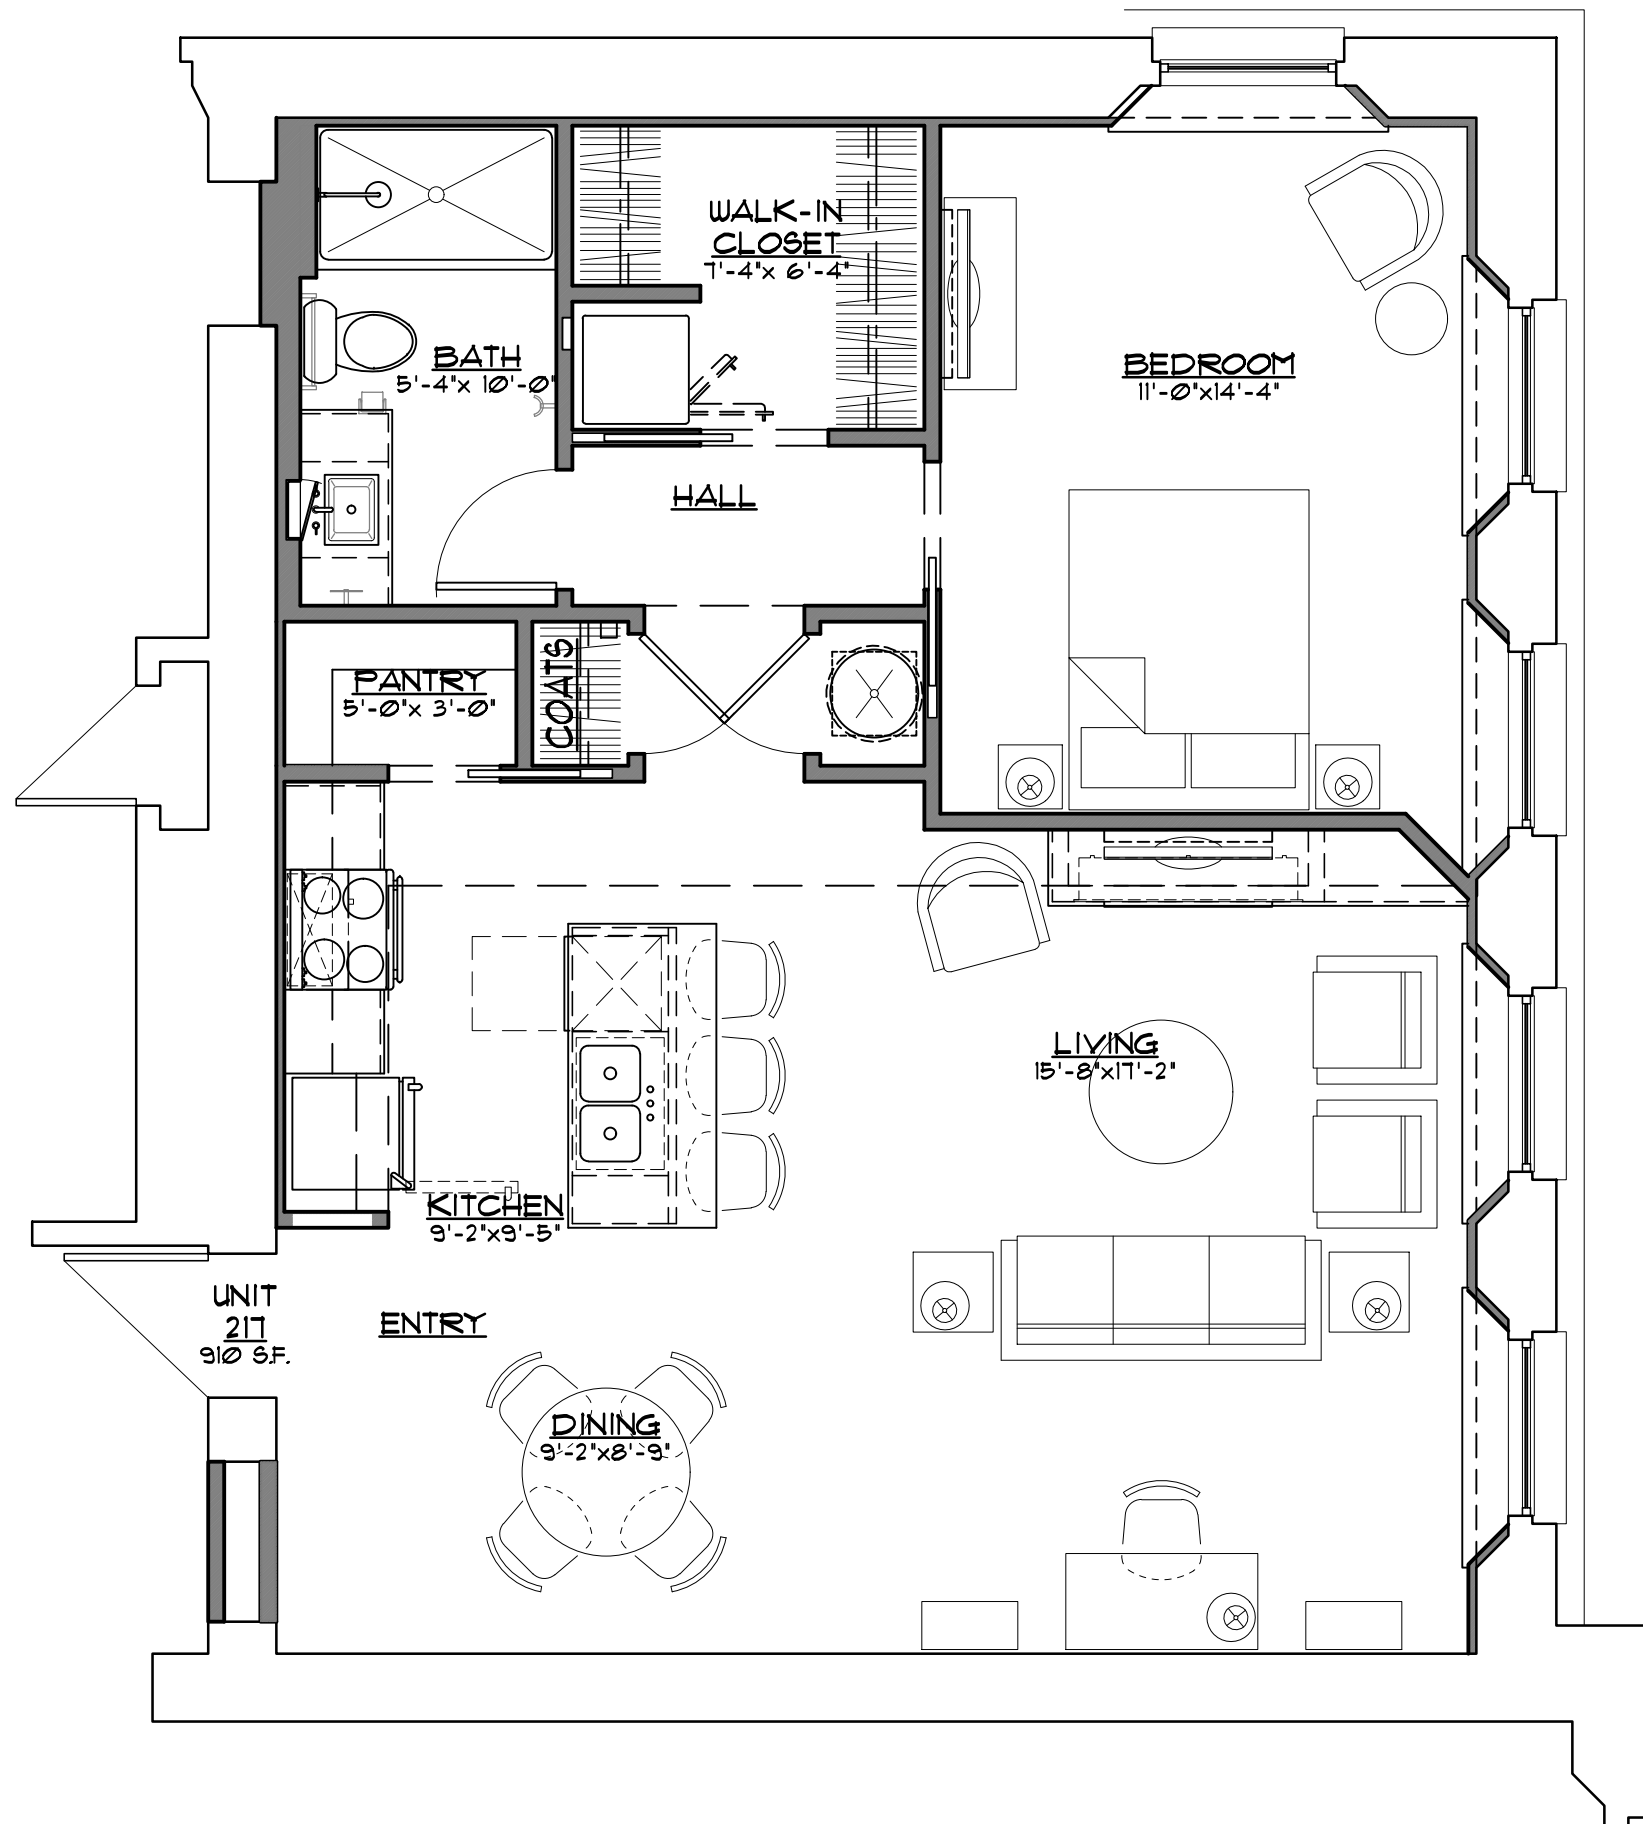 WALK-IN
CLOSET
7'-4"x 6'-4"
BATH
5'-4"x 10'-0"
BEDROOM
11'-0"x14'-4"
HALL
PANTRY
5'-0"x 3'-0"
COATS
LIVING
15'-8"x17'-2"
KITCHEN
9'-2"x9'-5"
UNIT
217
910 S.F.
ENTRY
DINING
9'-2"x8'-9"